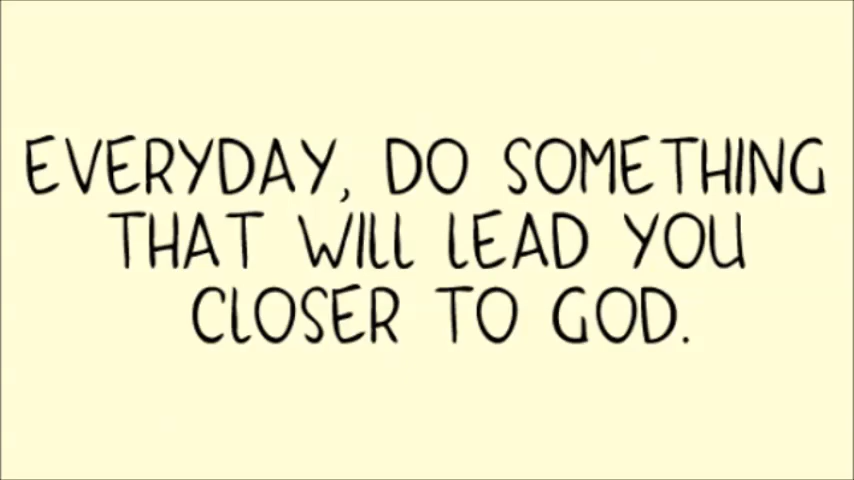 EVERYDAY, DO SOMETHING
THAT WILL LEAD YOU
CLOSER TO GOD.